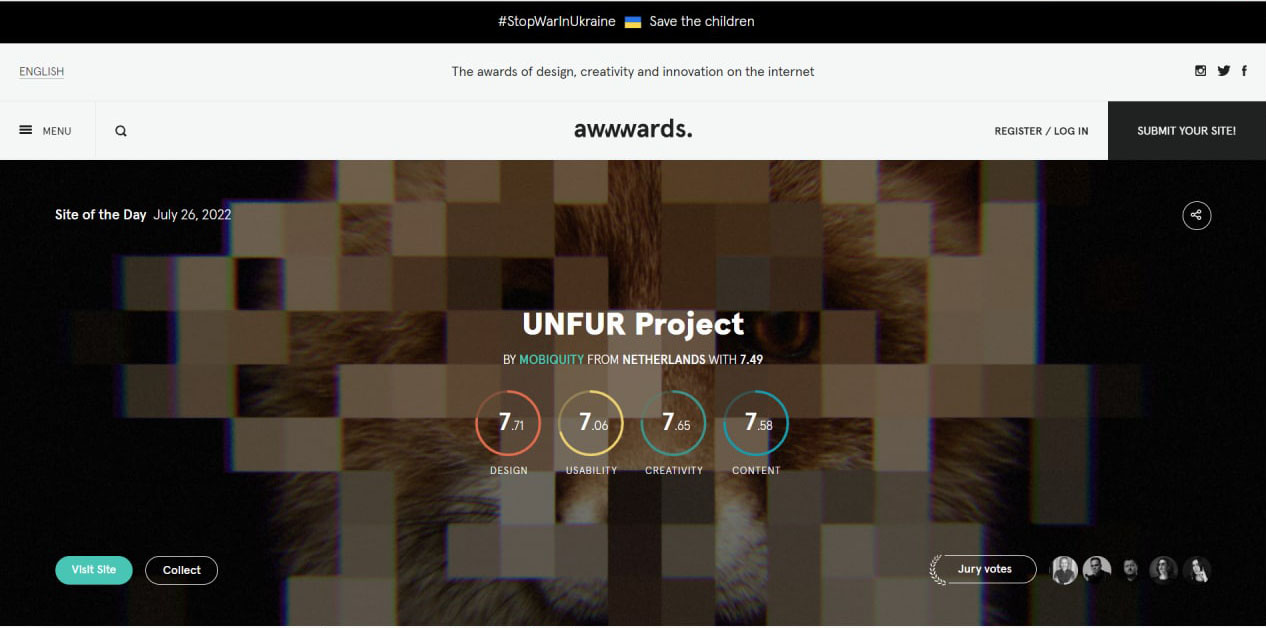 #StopWarInUkraine 🇺🇦 Save the children
ENGLISH
The awards of design, creativity and innovation on the internet
MENU
awwwards.
REGISTER / LOG IN
SUBMIT YOUR SITE!
Site of the Day July 26, 2022
UNFUR Project
BY MOBIQUITY FROM NETHERLANDS WITH 7.49
7.71 7.06 7.65 7.58
DESIGN USABILITY CREATIVITY CONTENT
Visit Site Collect Jury votes